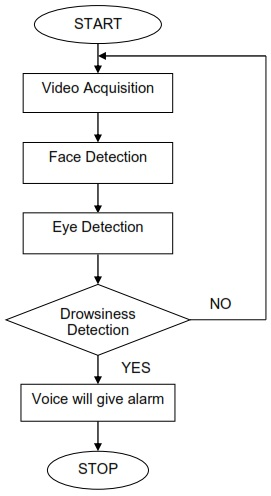 START
Video Acquisition
Face Detection
Eye Detection
Drowsiness
Detection
NO
YES
Voice will give alarm
STOP